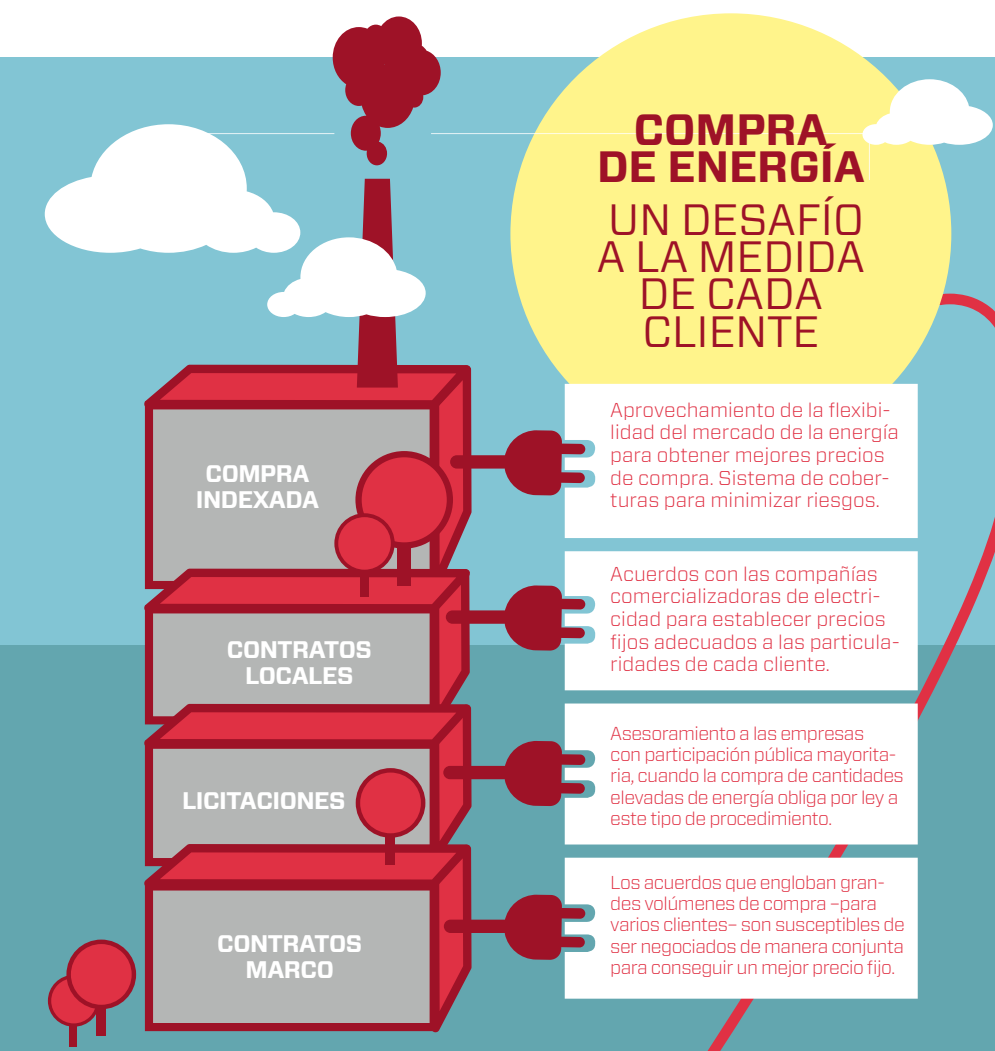 COMPRA
DE ENERGÍA
UN DESAFÍO
A LA MEDIDA
DE CADA
CLIENTE
COMPRA
INDEXADA
Aprovechamiento de la flexibi-
lidad del mercado de la energía
para obtener mejores precios
de compra. Sistema de cober-
turas para minimizar riesgos.
CONTRATOS
LOCALES
Acuerdos con las compañías
comercializadoras de electri-
cidad para establecer precios
fijos adecuados a las particula-
ridades de cada cliente.
LICITACIONES
Asesoramiento a las empresas
con participación pública mayorita-
ria, cuando la compra de cantidades
elevadas de energía obliga por ley a
este tipo de procedimiento.
CONTRATOS
MARCO
Los acuerdos que engloban gran-
des volúmenes de compra –para
varios clientes– son susceptibles de
ser negociados de manera conjunta
para conseguir un mejor precio fijo.